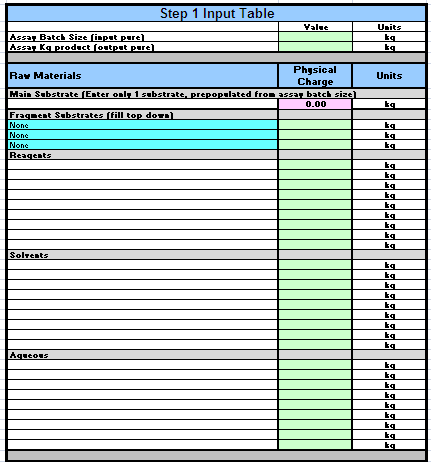 Step 1 Input Table
Value Units
Assay Batch Size (input pure) kg
Assay Kg product (output pure) kg
Raw Materials Physical Charge Units
Main Substrate (Enter only 1 substrate, prepopulated from assay batch size)
0.00 kg
Fragment Substrates (fill top down)
None kg
None kg
None kg
Reagents
kg
kg
kg
kg
kg
kg
kg
kg
kg
Solvents
kg
kg
kg
kg
kg
kg
kg
kg
kg
Aqueous
kg
kg
kg
kg
kg
kg
kg
kg
kg